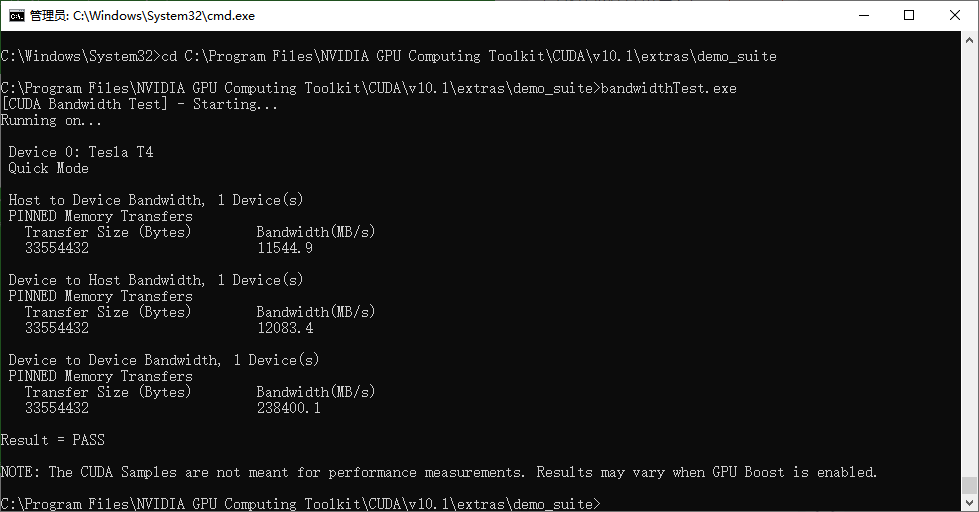 管理员: C:\Windows\System32\cmd.exe
C:\Windows\System32>cd C:\Program Files\NVIDIA GPU Computing Toolkit\CUDA\v10.1\extras\demo_suite
C:\Program Files\NVIDIA GPU Computing Toolkit\CUDA\v10.1\extras\demo_suite>bandwidthTest.exe
[CUDA Bandwidth Test] - Starting...
Running on...
Device 0: Tesla T4
Quick Mode
Host to Device Bandwidth, 1 Device(s)
PINNED Memory Transfers
Transfer Size (Bytes) Bandwidth(MB/s)
33554432 11544.9
Device to Host Bandwidth, 1 Device(s)
PINNED Memory Transfers
Transfer Size (Bytes) Bandwidth(MB/s)
33554432 12083.4
Device to Device Bandwidth, 1 Device(s)
PINNED Memory Transfers
Transfer Size (Bytes) Bandwidth(MB/s)
33554432 238400.1
Result = PASS
NOTE: The CUDA Samples are not meant for performance measurements. Results may vary when GPU Boost is enabled.
C:\Program Files\NVIDIA GPU Computing Toolkit\CUDA\v10.1\extras\demo_suite>